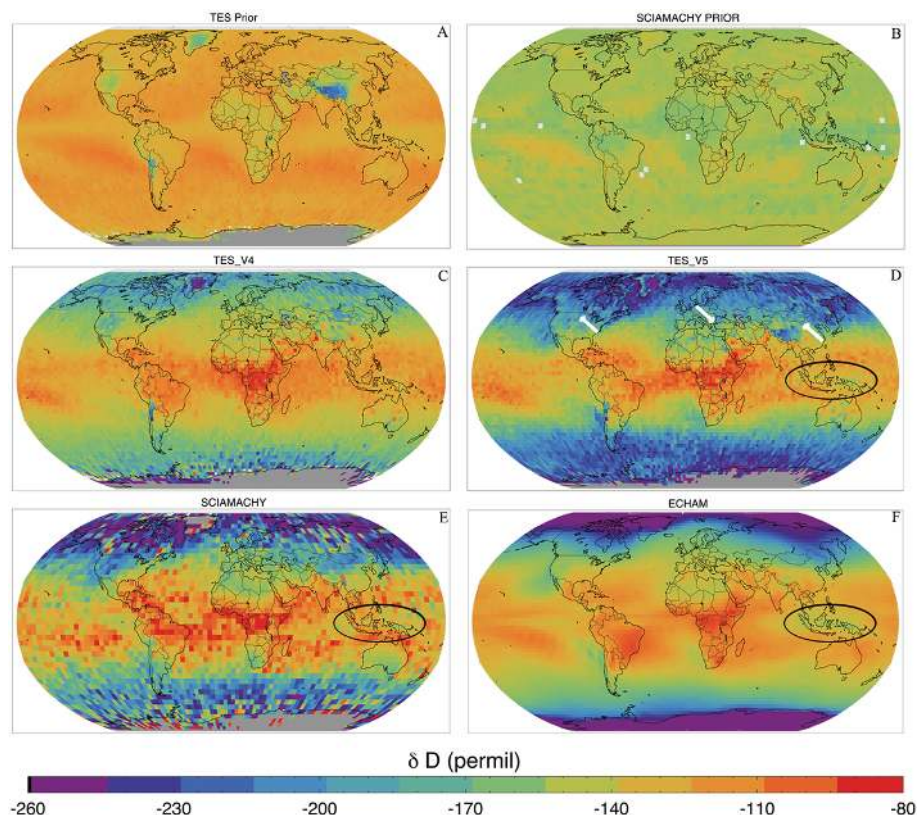 TES Prior
A
SCIAMACHY PRIOR
B
TES_V4
C
TES_V5
D
SCIAMACHY
E
ECHAM
F
δ D (permil)
-260 -230 -200 -170 -140 -110 -80